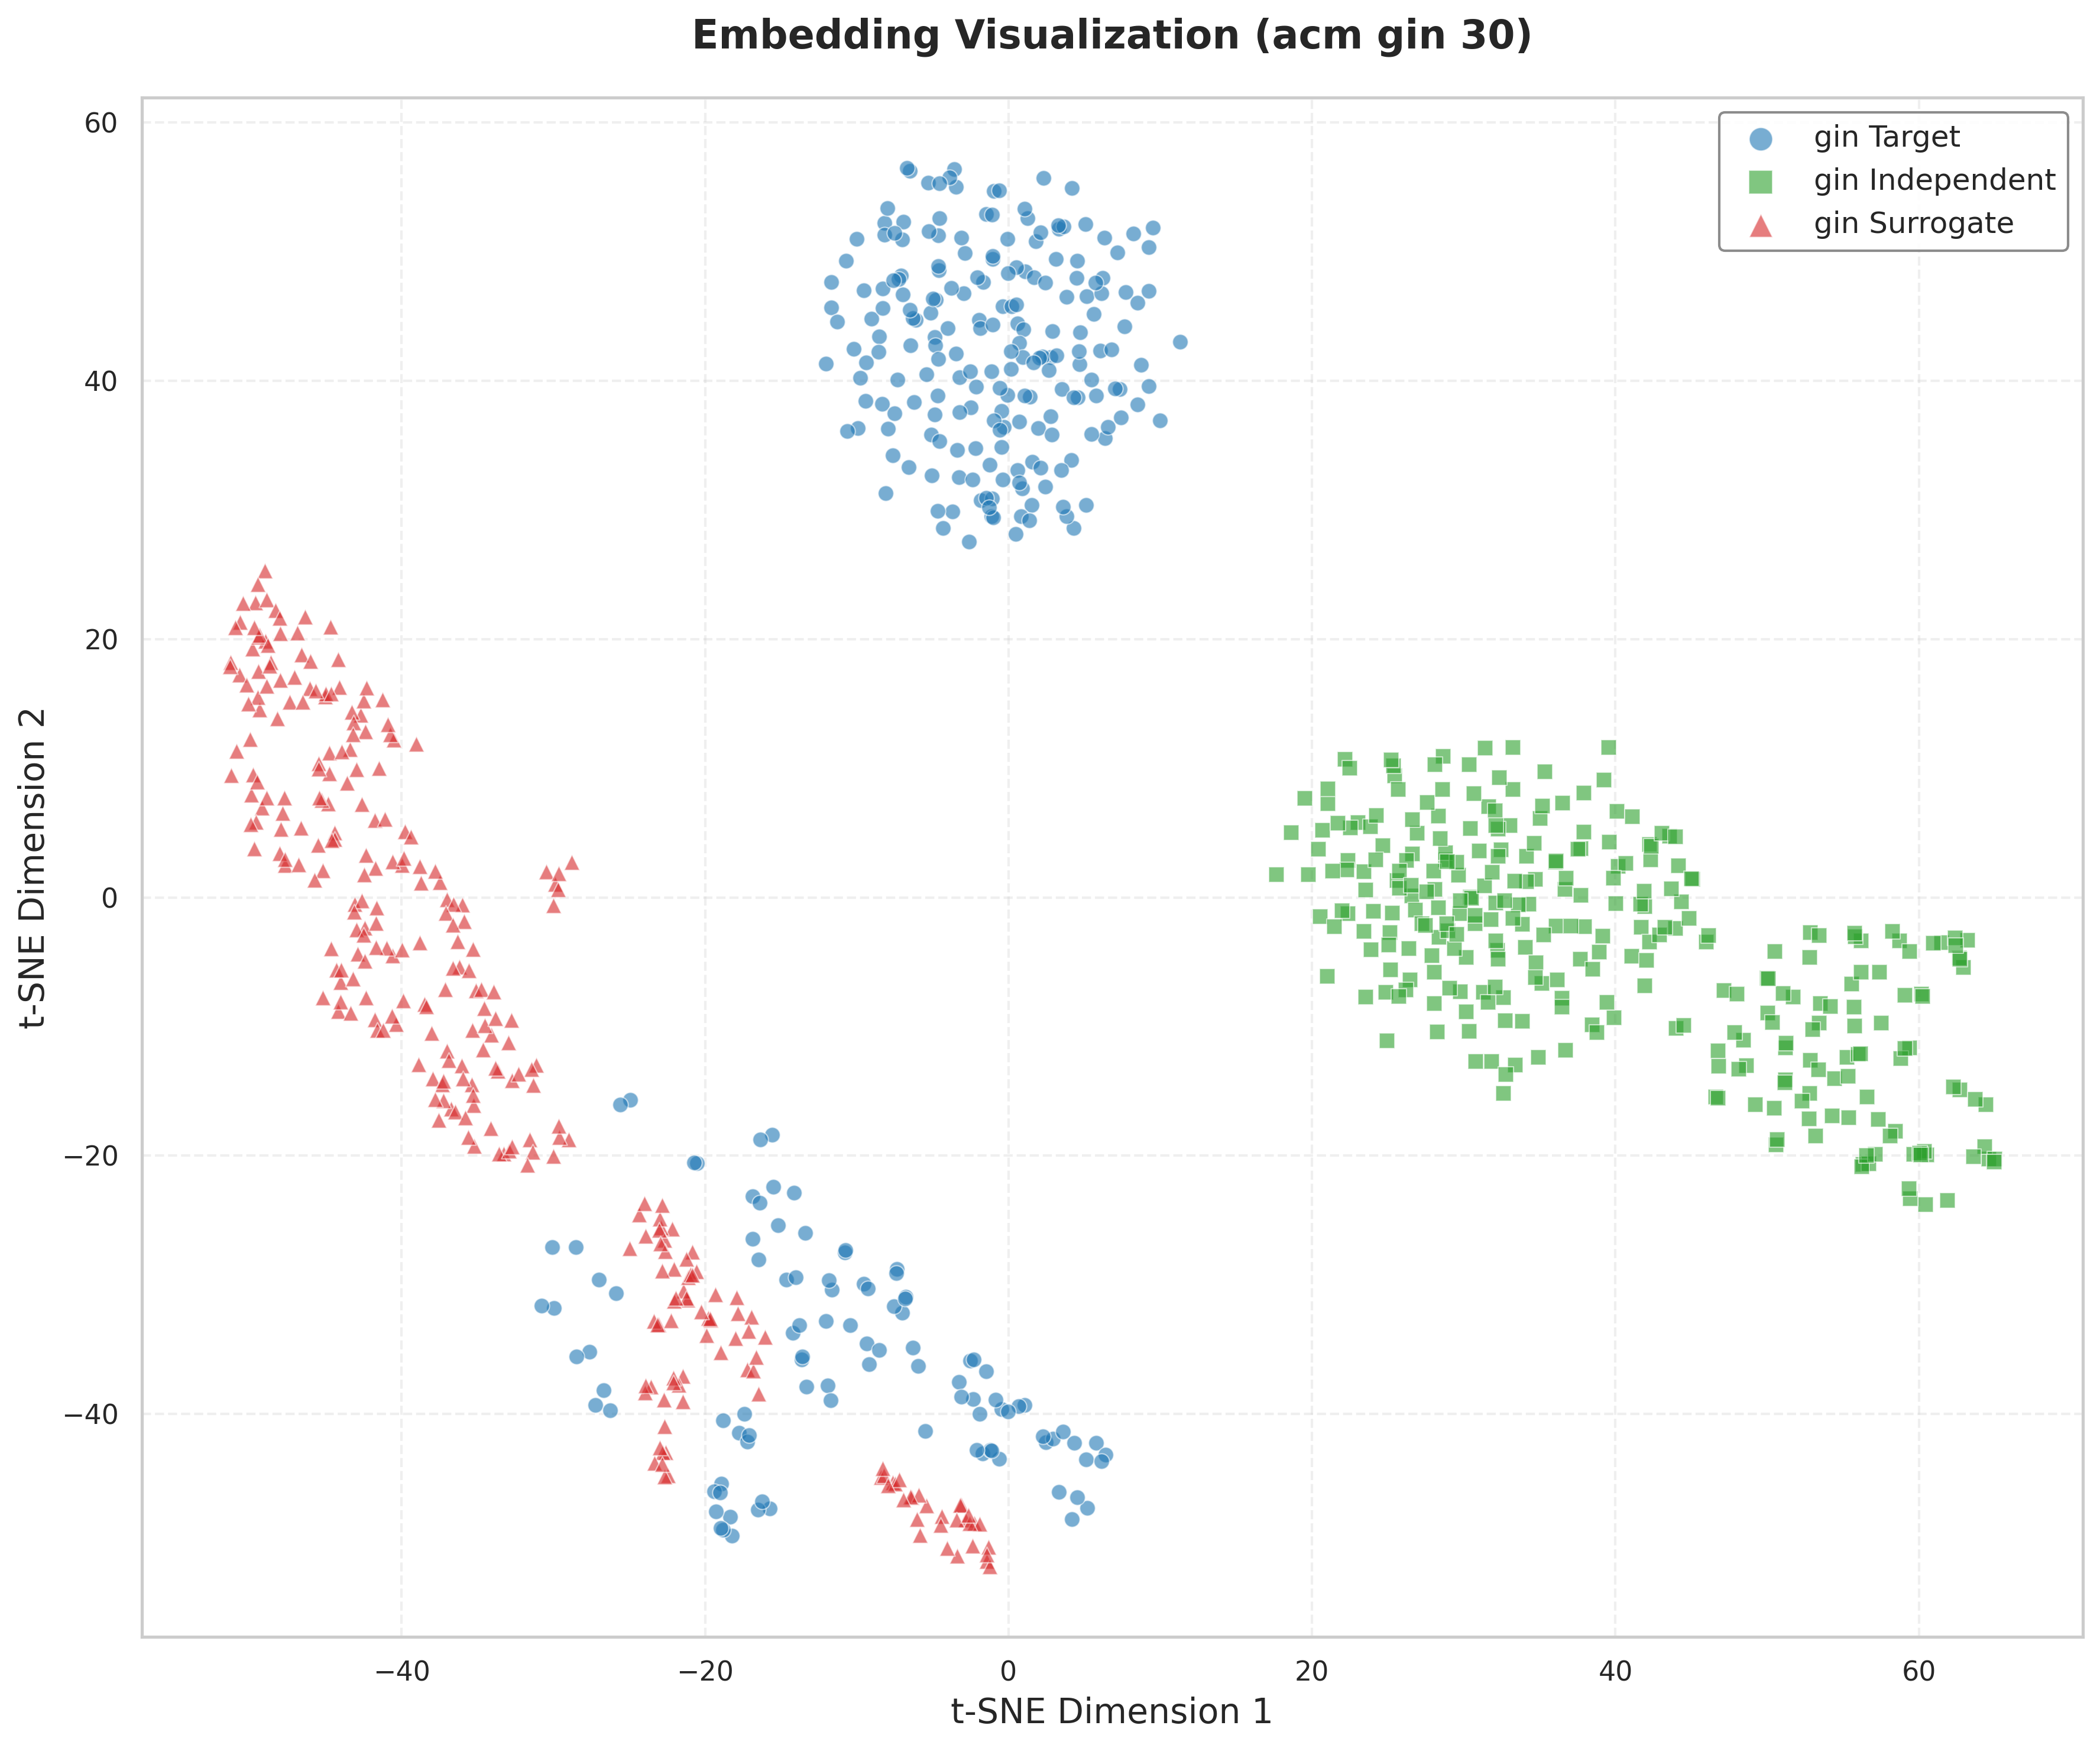 Embedding Visualization (acm gin 30)
gin Target
gin Independent
gin Surrogate
60
40
20
0
−20
−40
t-SNE Dimension 2
−40
−20
0
20
40
60
t-SNE Dimension 1